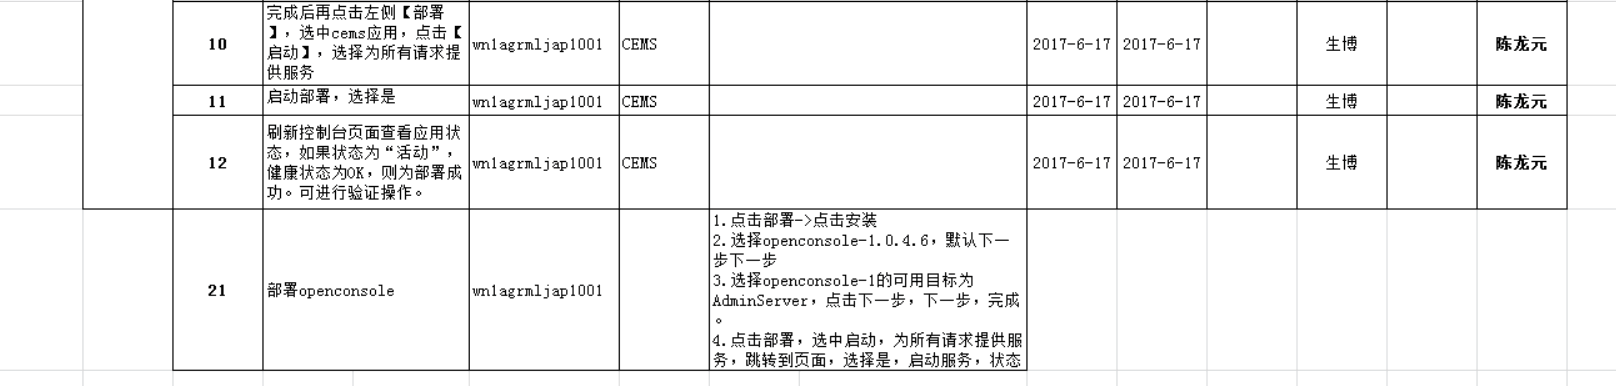 完成后再点击左侧【部署
】，选中cems应用，点击【
启动】，选择为所有请求提
供服务
10
wnlagrmljap1001
CEMS
2017-6-17
2017-6-17
生博
陈龙元
11
启动部署，选择是
wnlagrmljap1001
CEMS
2017-6-17
2017-6-17
生博
陈龙元
12
刷新控制台页面查看应用状
态，如果状态为“活动”，
健康状态为OK，则为部署成
功。可进行验证操作。
wnlagrmljap1001
CEMS
2017-6-17
2017-6-17
生博
陈龙元
21
部署openconsole
wnlagrmljap1001
1.点击部署->点击安装
2.选择openconsole-1.0.4.6，默认下一
步下一步
3.选择openconsole-1的可用目标为
AdminServer，点击下一步，下一步，完成
。
4.点击部署，选中启动，为所有请求提供服
务，跳转到页面，选择是，启动服务，状态